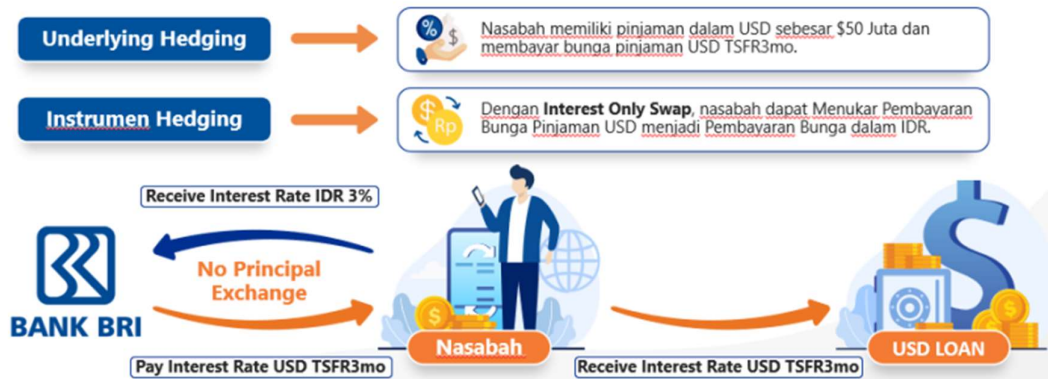 Underlying Hedging
Nasabah memiliki pinjaman dalam USD sebesar $50 Juta dan
membayar bunga pinjaman USD TSFR3mo.
Instrumen Hedging
Dengan Interest Only Swap, nasabah dapat Menukar Pembayaran
Bunga Pinjaman USD menjadi Pembayaran Bunga dalam IDR.
% $
$ Rp
Receive Interest Rate IDR 3%
No Principal
Exchange
BANK BRI
Pay Interest Rate USD TSFR3mo
$
Nasabah
Receive Interest Rate USD TSFR3mo
$
$
USD LOAN